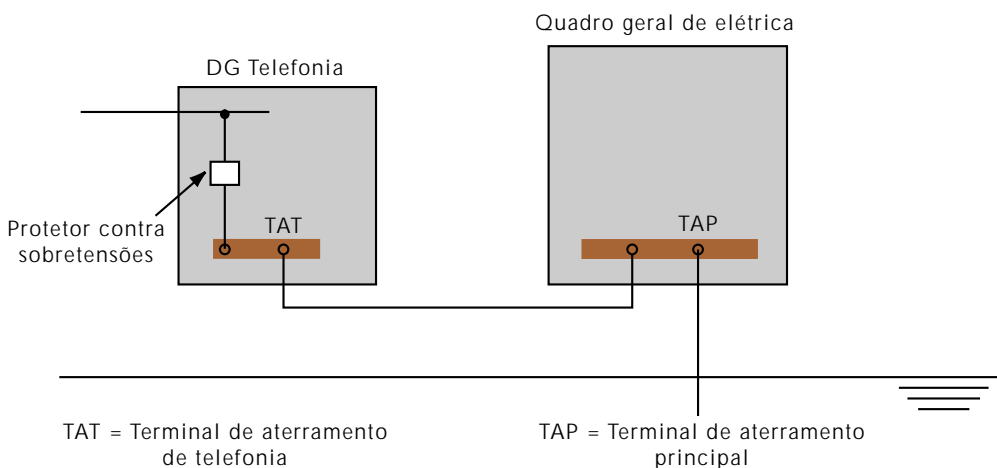 Quadro geral de elétrica
DG Telefonia
Protetor contra
sobretensões
TAT
TAP
TAT = Terminal de aterramento
de telefonia
TAP = Terminal de aterramento
principal